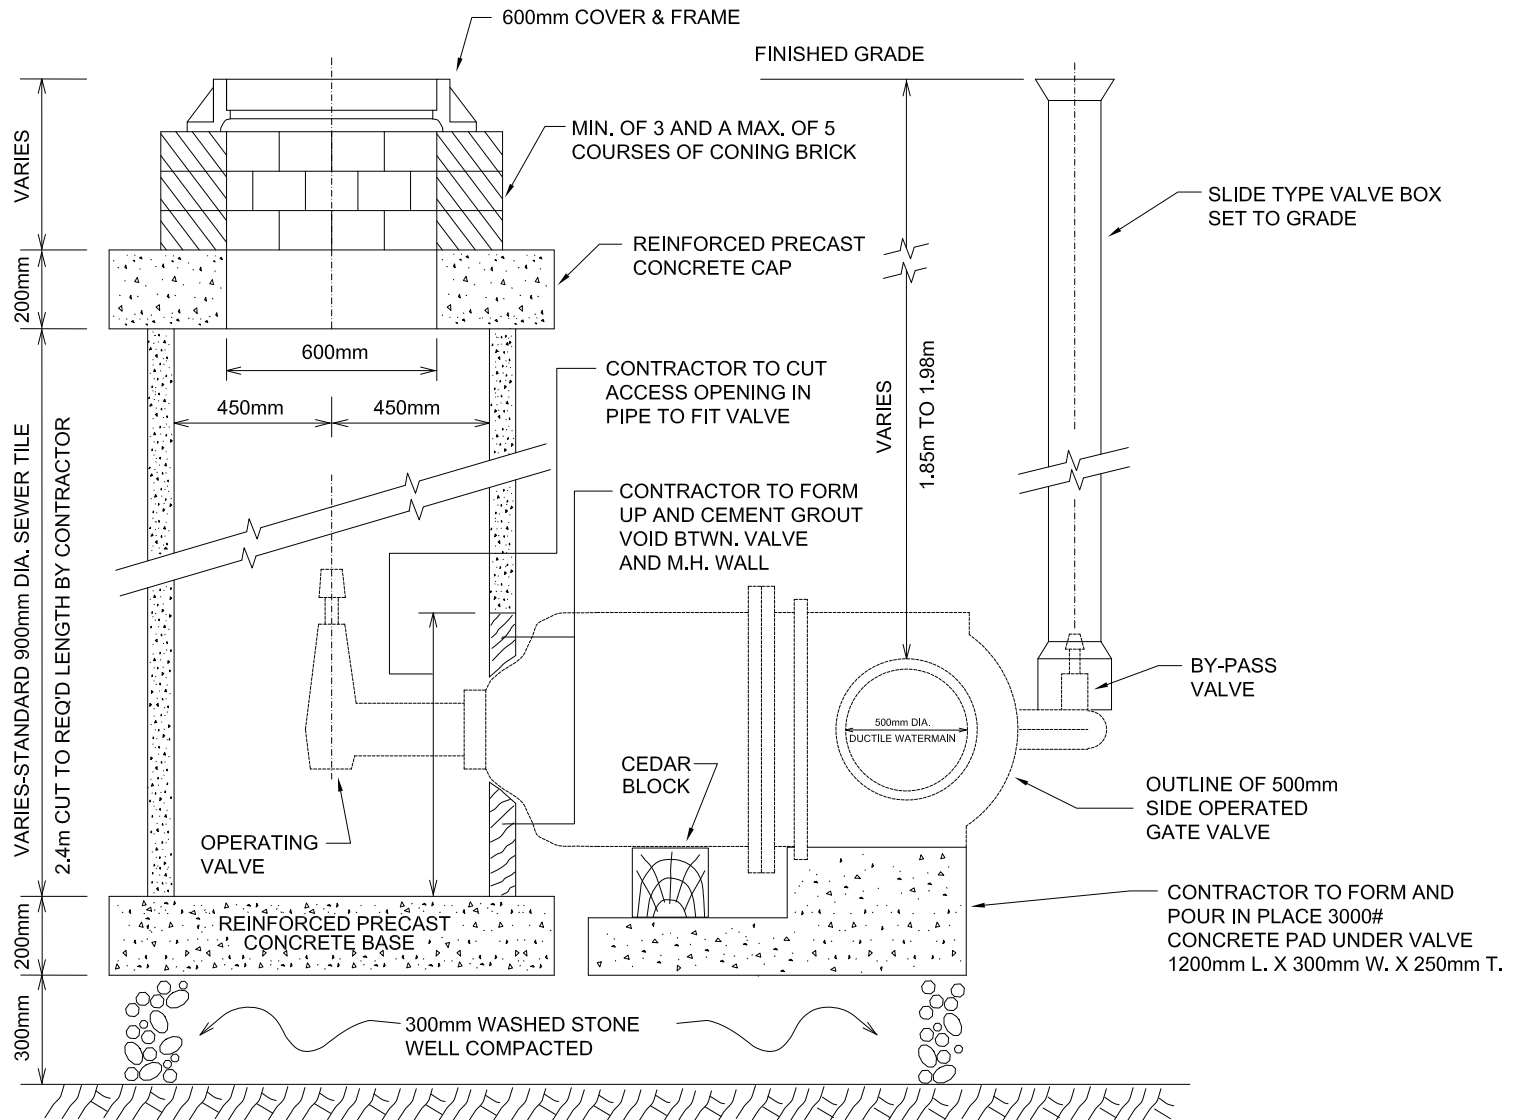 600mm COVER & FRAME
FINISHED GRADE
MIN. OF 3 AND A MAX. OF 5
COURSES OF CONING BRICK
VARIES
SLIDE TYPE VALVE BOX
SET TO GRADE
REINFORCED PRECAST
CONCRETE CAP
200mm
600mm
450mm
450mm
CONTRACTOR TO CUT
ACCESS OPENING IN
PIPE TO FIT VALVE
VARIES
1.85m TO 1.98m
VARIES-STANDARD 900mm DIA. SEWER TILE
2.4m CUT TO REQ'D LENGTH BY CONTRACTOR
CONTRACTOR TO FORM
UP AND CEMENT GROUT
VOID BTWN. VALVE
AND M.H. WALL
BY-PASS
VALVE
500mm DIA.
DUCTILE WATERMAIN
CEDAR
BLOCK
OUTLINE OF 500mm
SIDE OPERATED
GATE VALVE
OPERATING
VALVE
CONTRACTOR TO FORM AND
POUR IN PLACE 3000#
CONCRETE PAD UNDER VALVE
1200mm L. X 300mm W. X 250mm T.
200mm
REINFORCED PRECAST
CONCRETE BASE
300mm
300mm WASHED STONE
WELL COMPACTED